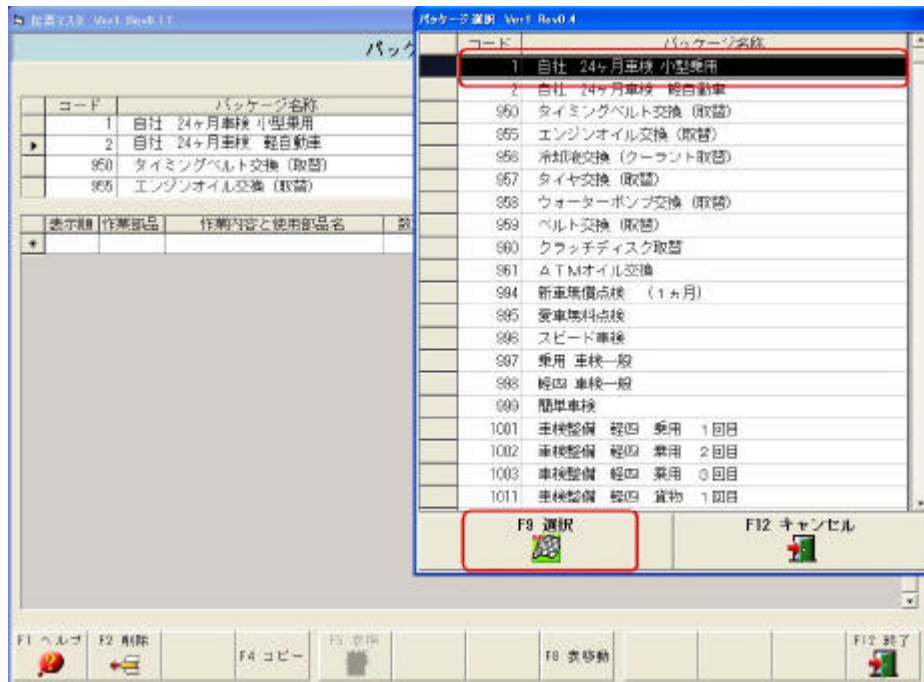 伝票マスタ Ver1 Rev0.17
パッケージ選択 Ver1 Rev0.4
パッケ
コード パッケージ名称
1 自社 24ヶ月車検 小型乗用
2 自社 24ヶ月車検 軽自動車
950 タイミングベルト交換（取替）
955 エンジンオイル交換（取替）
表示順 作業部品 作業内容と使用部品名 数
コード パッケージ名称
1 自社 24ヶ月車検 小型乗用
2 自社 24ヶ月車検 軽自動車
950 タイミングベルト交換（取替）
955 エンジンオイル交換（取替）
956 冷却液交換（クーラント取替）
957 タイヤ交換（取替）
958 ウォーターポンプ交換（取替）
959 ベルト交換（取替）
960 クラッチディスク取替
961 ＡＴＭオイル交換
994 新車無償点検 （１ヵ月）
995 愛車無料点検
996 スピード車検
997 乗用 車検一般
998 軽四 車検一般
999 簡単車検
1001 車検整備 軽四 乗用 １回目
1002 車検整備 軽四 乗用 ２回目
1003 車検整備 軽四 乗用 ３回目
1011 車検整備 軽四 貨物 １回目
F9 選択 F12 キャンセル
F1 ヘルプ F2 削除 F4 コピー F5 参照 F8 表移動 F12 終了